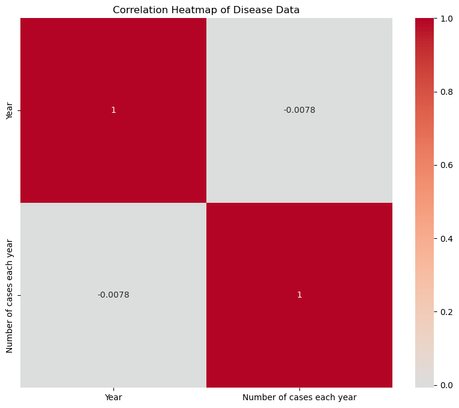 Correlation Heatmap of Disease Data
Year
Number of cases each year
1
-0.0078
-0.0078
1
Year
Number of cases each year
1.0
0.8
0.6
0.4
0.2
0.0